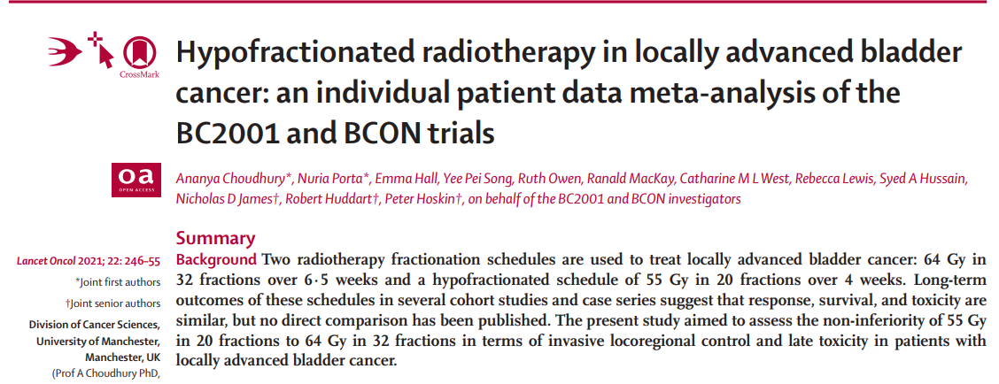 CrossMark
Hypofractionated radiotherapy in locally advanced bladder
cancer: an individual patient data meta-analysis of the
BC2001 and BCON trials
oa
OPEN ACCESS
Ananya Choudhury*, Nuria Porta*, Emma Hall, Yee Pei Song, Ruth Owen, Ranald MacKay, Catharine M L West, Rebecca Lewis, Syed A Hussain,
Nicholas D James†, Robert Huddart†, Peter Hoskin†, on behalf of the BC2001 and BCON investigators
Summary
Lancet Oncol 2021; 22: 246–55
*Joint first authors
†Joint senior authors
Division of Cancer Sciences,
University of Manchester,
Manchester, UK
(Prof A Choudhury PhD,
Background Two radiotherapy fractionation schedules are used to treat locally advanced bladder cancer: 64 Gy in
32 fractions over 6·5 weeks and a hypofractionated schedule of 55 Gy in 20 fractions over 4 weeks. Long-term
outcomes of these schedules in several cohort studies and case series suggest that response, survival, and toxicity are
similar, but no direct comparison has been published. The present study aimed to assess the non-inferiority of 55 Gy
in 20 fractions to 64 Gy in 32 fractions in terms of invasive locoregional control and late toxicity in patients with
locally advanced bladder cancer.